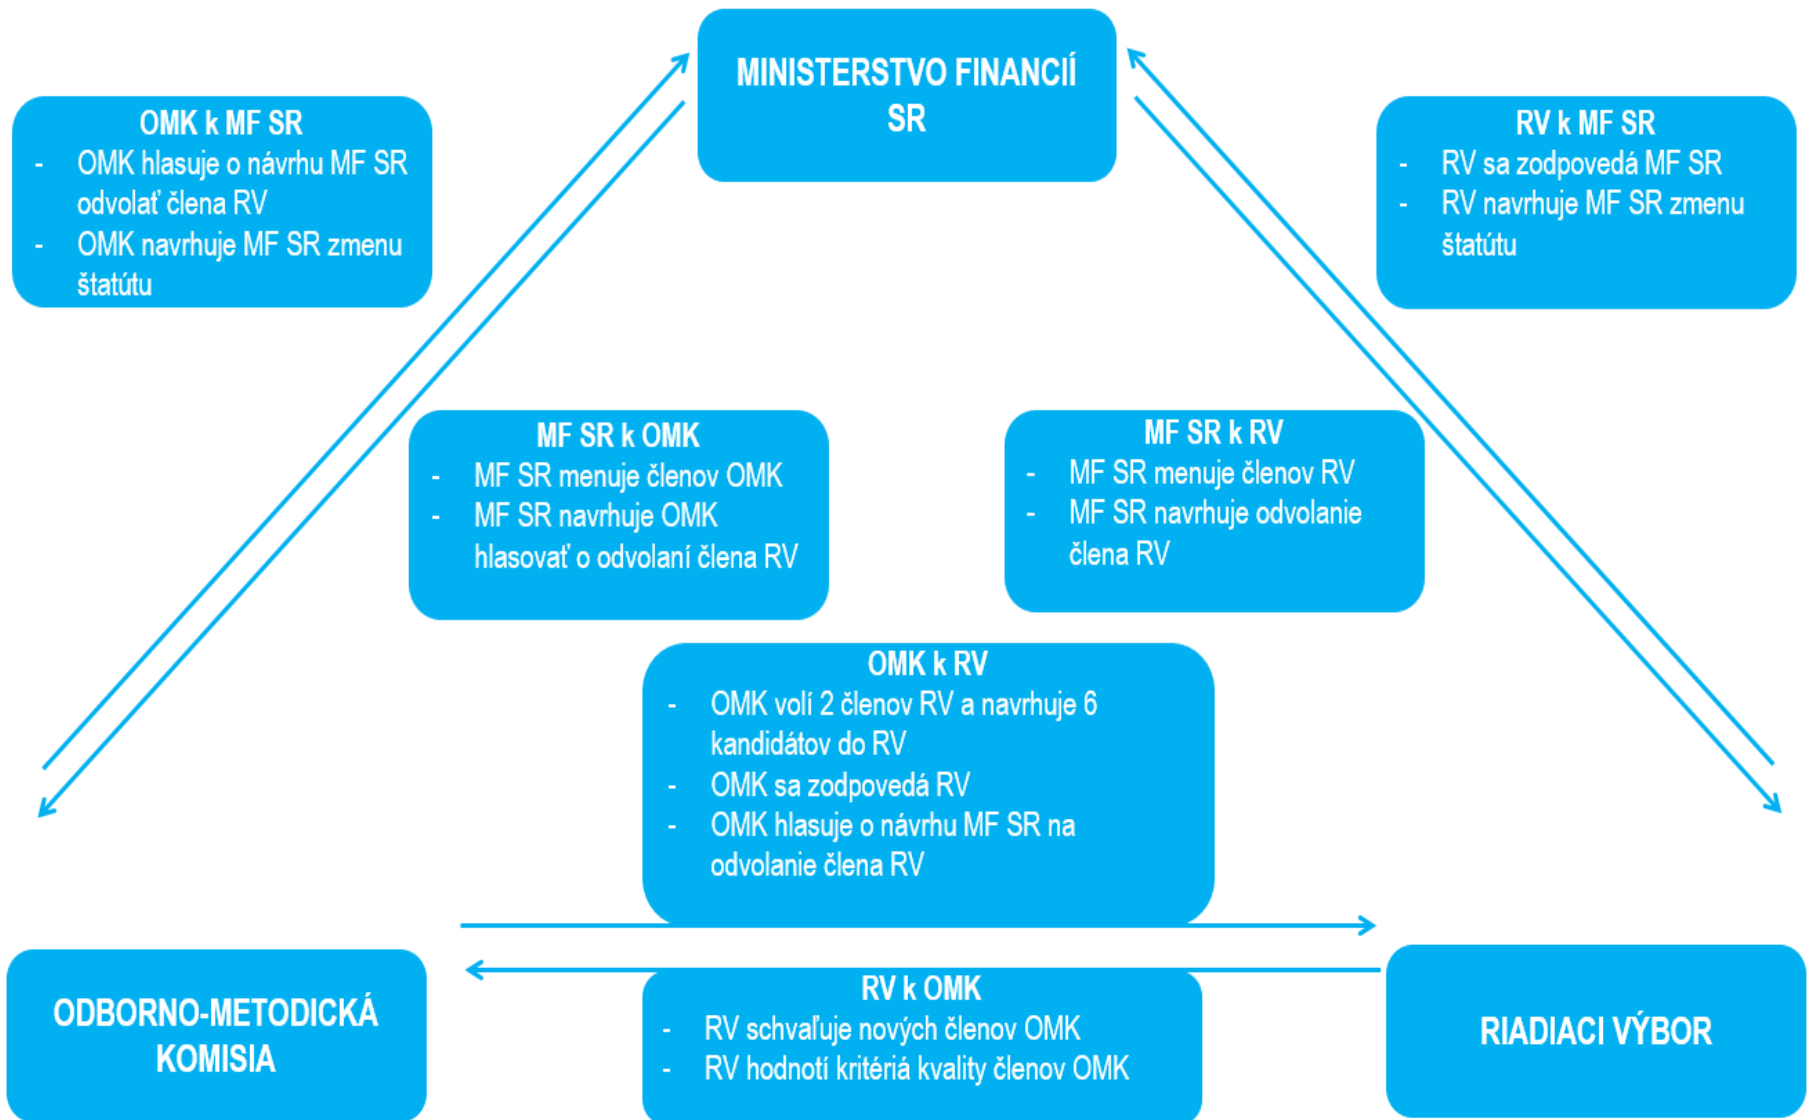 MINISTERSTVO FINANCIÍ
SR
OMK k MF SR
- OMK hlasuje o návrhu MF SR
odvolať člena RV
- OMK navrhuje MF SR zmenu
štatútu
RV k MF SR
- RV sa zodpovedá MF SR
- RV navrhuje MF SR zmenu
štatútu
MF SR k OMK
- MF SR menuje členov OMK
- MF SR navrhuje OMK
hlasovať o odvolaní člena RV
MF SR k RV
- MF SR menuje členov RV
- MF SR navrhuje odvolanie
člena RV
OMK k RV
- OMK volí 2 členov RV a navrhuje 6
kandidátov do RV
- OMK sa zodpovedá RV
- OMK hlasuje o návrhu MF SR na
odvolanie člena RV
ODBORNO-METODICKÁ
KOMISIA
RV k OMK
- RV schvaľuje nových členov OMK
- RV hodnotí kritériá kvality členov OMK
RIADIACI VÝBOR